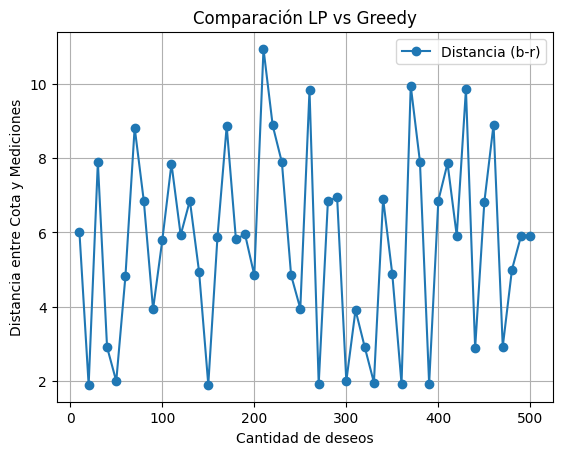 Comparación LP vs Greedy
Distancia (b-r)
Distancia entre Cota y Mediciones
10
8
6
4
2
0
100
200
300
400
500
Cantidad de deseos